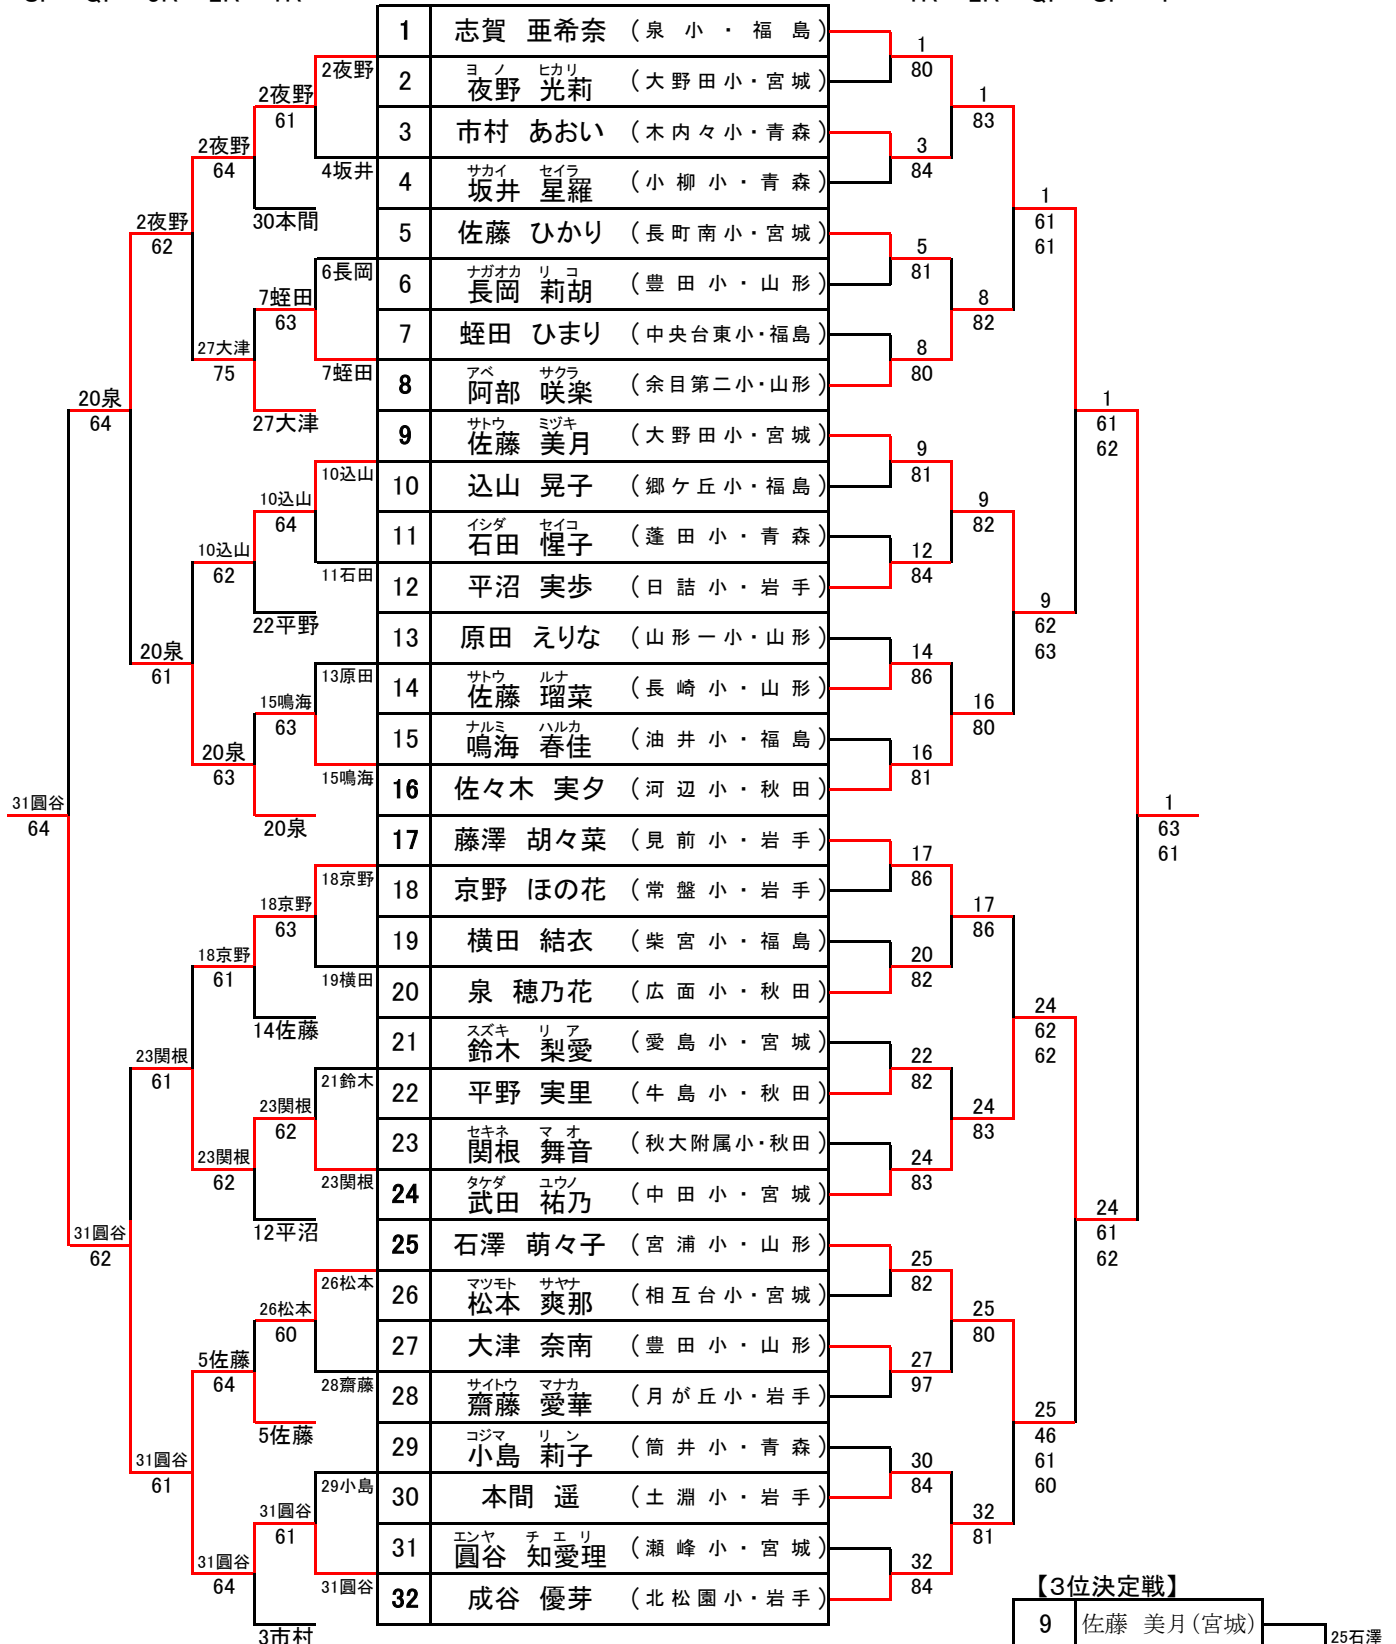 1 志賀 亜希奈 (泉小・福島)
2 ヨノ ヒカリ 夜野 光莉 (大野田小・宮城)
3 市村 あおい (木内々小・青森)
4 サカイ セイラ 坂井 星羅 (小柳小・青森)
5 佐藤 ひかり (長町南小・宮城)
6 ナガオカ リコ 長岡 莉胡 (豊田小・山形)
7 蛭田 ひまり (中央台東小・福島)
8 アベ サクラ 阿部 咲楽 (余目第二小・山形)
9 サトウ ミヅキ 佐藤 美月 (大野田小・宮城)
10 込山 晃子 (郷ケ丘小・福島)
11 イシダ セイコ 石田 惺子 (蓬田小・青森)
12 平沼 実歩 (日詰小・岩手)
13 原田 えりな (山形一小・山形)
14 サトウ ルナ 佐藤 瑠菜 (長崎小・山形)
15 ナルミ ハルカ 鳴海 春佳 (油井小・福島)
16 佐々木 実夕 (河辺小・秋田)
17 藤澤 胡々菜 (見前小・岩手)
18 京野 ほの花 (常盤小・岩手)
19 横田 結衣 (柴宮小・福島)
20 泉 穂乃花 (広面小・秋田)
21 スズキ リア 鈴木 梨愛 (愛島小・宮城)
22 平野 実里 (牛島小・秋田)
23 セキネ マオ 関根 舞音 (秋大附属小・秋田)
24 タケダ ユウノ 武田 祐乃 (中田小・宮城)
25 石澤 萌々子 (宮浦小・山形)
26 マツモト サヤナ 松本 爽那 (相互台小・宮城)
27 大津 奈南 (豊田小・山形)
28 サイトウ マナカ 齋藤 愛華 (月が丘小・岩手)
29 コジマ リン 小島 莉子 (筒井小・青森)
30 本間 遥 (土淵小・岩手)
31 エンヤ チエリ 圓谷 知愛理 (瀬峰小・宮城)
32 成谷 優芽 (北松園小・岩手)
1
80
3
84
5
81
8
80
9
81
12
84
14
86
16
81
17
86
20
82
22
82
24
83
25
82
27
97
30
84
32
84
1
83
8
82
9
82
16
80
17
86
24
83
25
80
32
81
1
61
61
9
62
63
24
62
62
25
46
61
60
1
61
62
24
61
62
1
63
61
2夜野
4坂井
6長岡
7蛭田
10込山
11石田
13原田
15鳴海
18京野
19横田
21鈴木
23関根
26松本
28齋藤
29小島
31圓谷
2夜野
61
30本間
7蛭田
63
27大津
10込山
64
22平野
15鳴海
63
20泉
18京野
63
14佐藤
23関根
62
12平沼
26松本
60
5佐藤
31圓谷
61
3市村
2夜野
64
27大津
75
10込山
62
20泉
63
18京野
61
23関根
62
5佐藤
64
31圓谷
64
2夜野
62
20泉
61
23関根
61
31圓谷
61
20泉
64
31圓谷
62
31圓谷
64
【3位決定戦】
9 佐藤 美月(宮城)
25石澤